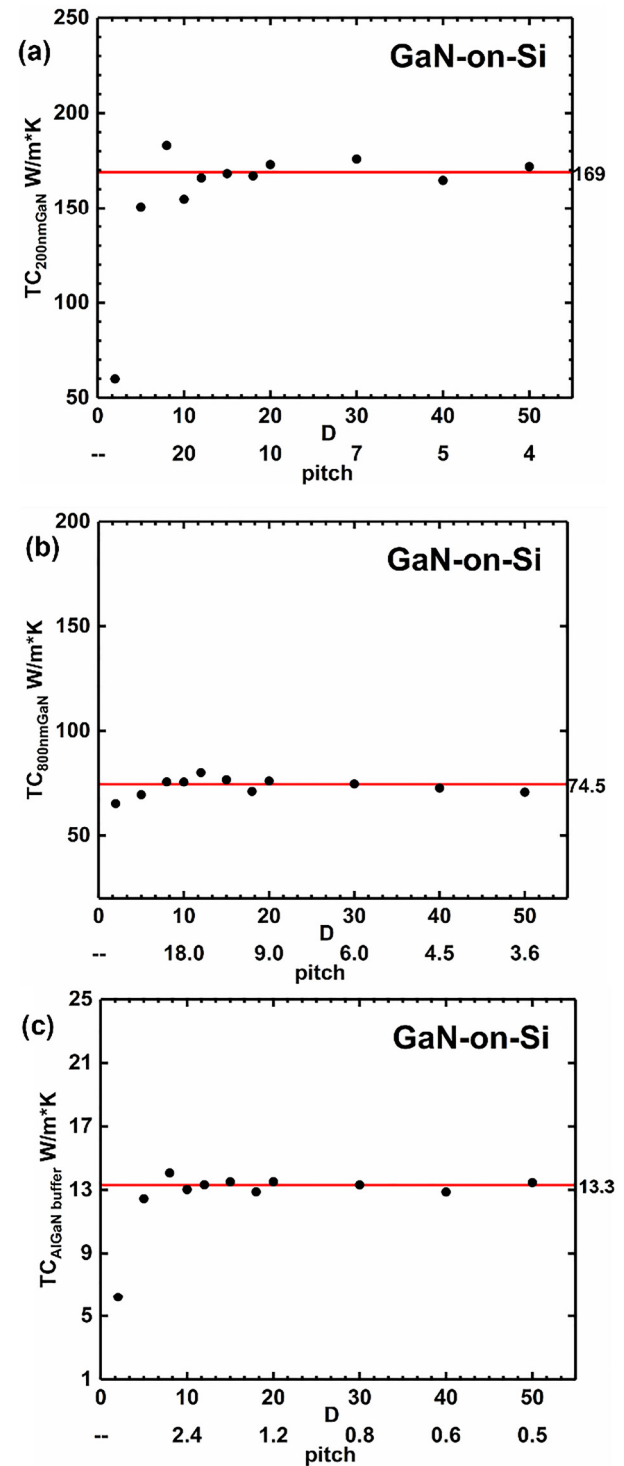 (a)
GaN-on-Si
250
200
150
100
50
169
TC200nmGaN W/m*K
0 10 20 30 40 50
D
-- 20 10 7 5 4
pitch
(b)
GaN-on-Si
200
150
100
50
74.5
TC800nmGaN W/m*K
0 10 20 30 40 50
D
-- 18.0 9.0 6.0 4.5 3.6
pitch
(c)
GaN-on-Si
25
21
17
13
9
5
1
13.3
TCAlGaN buffer W/m*K
0 10 20 30 40 50
D
-- 2.4 1.2 0.8 0.6 0.5
pitch